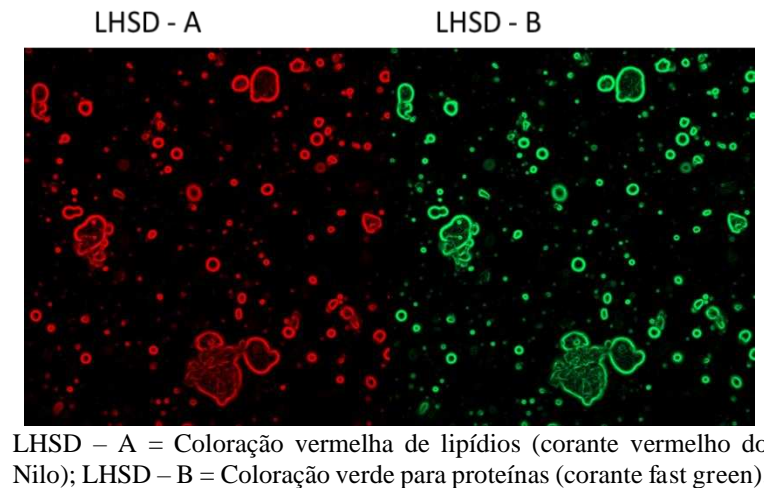 LHSD - A
LHSD - B
LHSD – A = Coloração vermelha de lipídios (corante vermelho do
Nilo); LHSD – B = Coloração verde para proteínas (corante fast green)